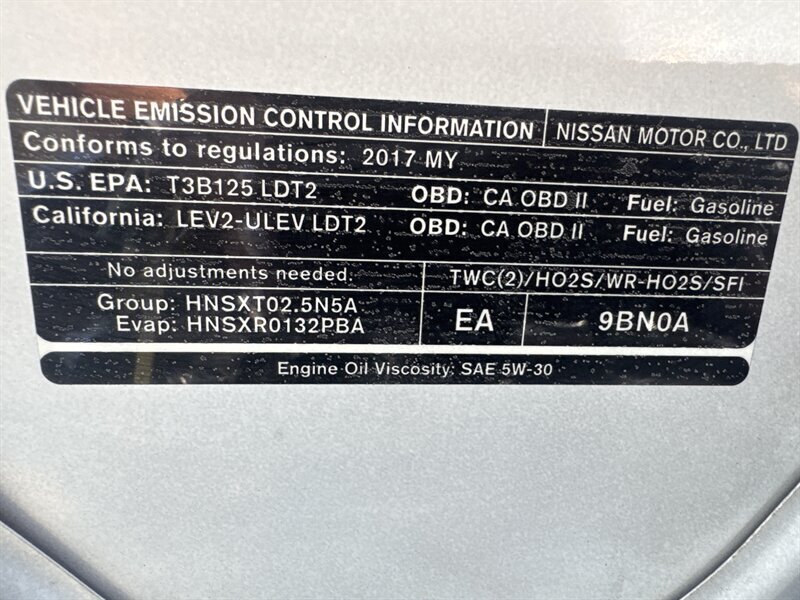 VEHICLE EMISSION CONTROL INFORMATION NISSAN MOTOR CO., LTD
Conforms to regulations: 2017 MY
U.S. EPA: T3B125 LDT2 OBD: CA OBD II Fuel: Gasoline
California: LEV2-ULEV LDT2 OBD: CA OBD II Fuel: Gasoline
No adjustments needed. TWC(2)/HO2S/WR-HO2S/SFI
Group: HNSXT02.5N5A
Evap: HNSXR0132PBA
EA 9BN0A
Engine Oil Viscosity: SAE 5W-30